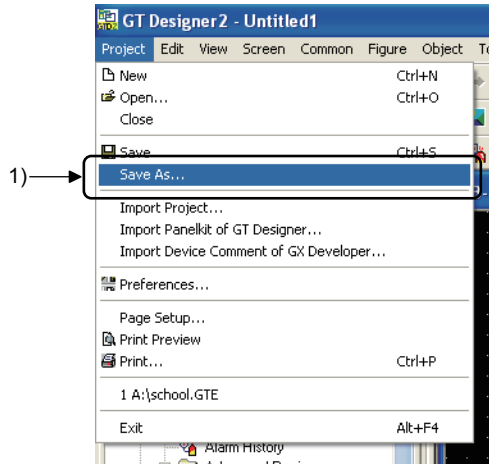 GT Designer2 - Untitled1
Project Edit View Screen Common Figure Object
New Ctrl+N
Open... Ctrl+O
Close
Save Ctrl+S
1) Save As...
Import Project...
Import Panelkit of GT Designer...
Import Device Comment of GX Developer...
Preferences...
Page Setup...
Print Preview
Print... Ctrl+P
1 A:\school.GTE
Exit Alt+F4
Alarm History